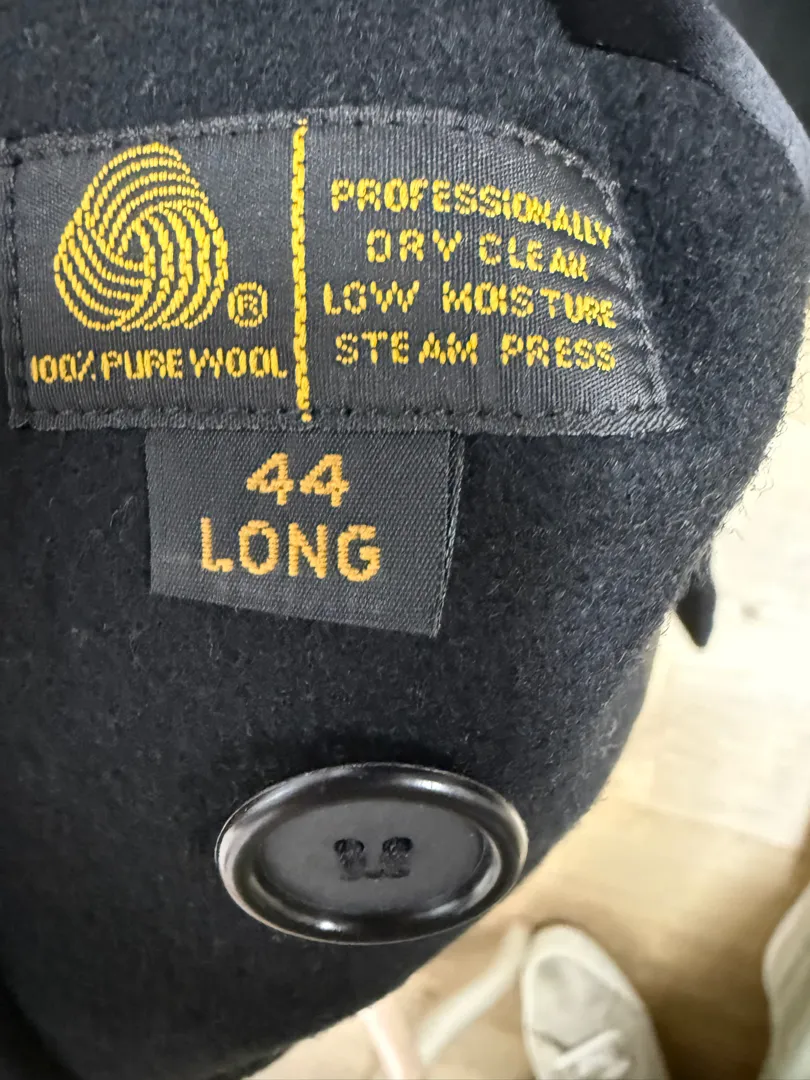 ®
100% PURE WOOL
PROFESSIONALLY
DRY CLEAN
LOW MOISTURE
STEAM PRESS
44
LONG